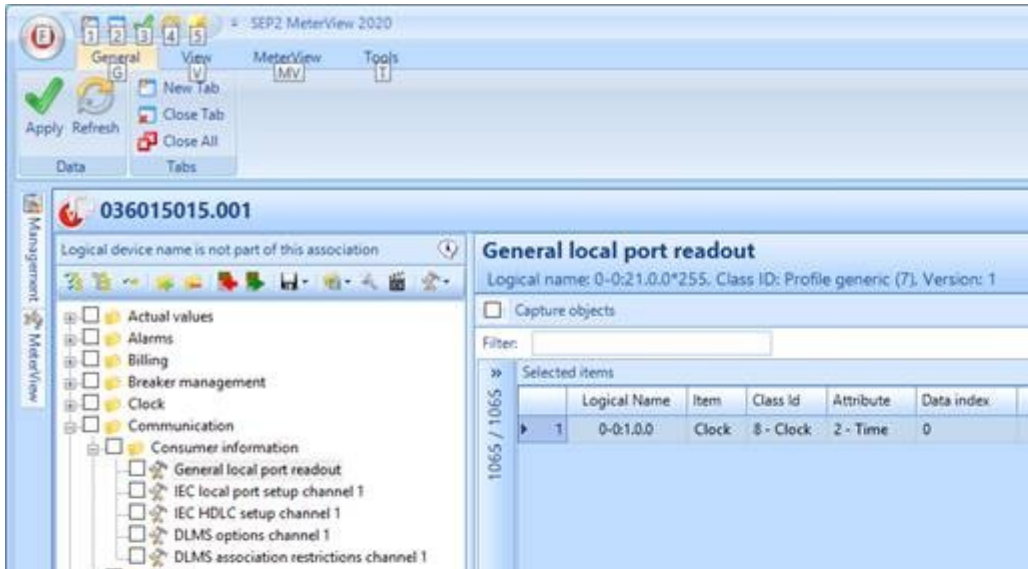 SEP2 MeterView 2020
F 1 2 3 4 5
General View MeterView Tools
G V MV T
Apply Refresh
New Tab
Close Tab
Close All
Data Tabs
Management
MeterView
036015015.001
Logical device name is not part of this association
Actual values
Alarms
Billing
Breaker management
Clock
Communication
Consumer information
General local port readout
IEC local port setup channel 1
IEC HDLC setup channel 1
DLMS options channel 1
DLMS association restrictions channel 1
General local port readout
Logical name: 0-0:21.0.0*255, Class ID: Profile generic (7), Version: 1
Capture objects
Filter:
» Selected items
1065 / 1065
Logical Name Item Class Id Attribute Data index
1 0-0:1.0.0 Clock 8 - Clock 2 - Time 0